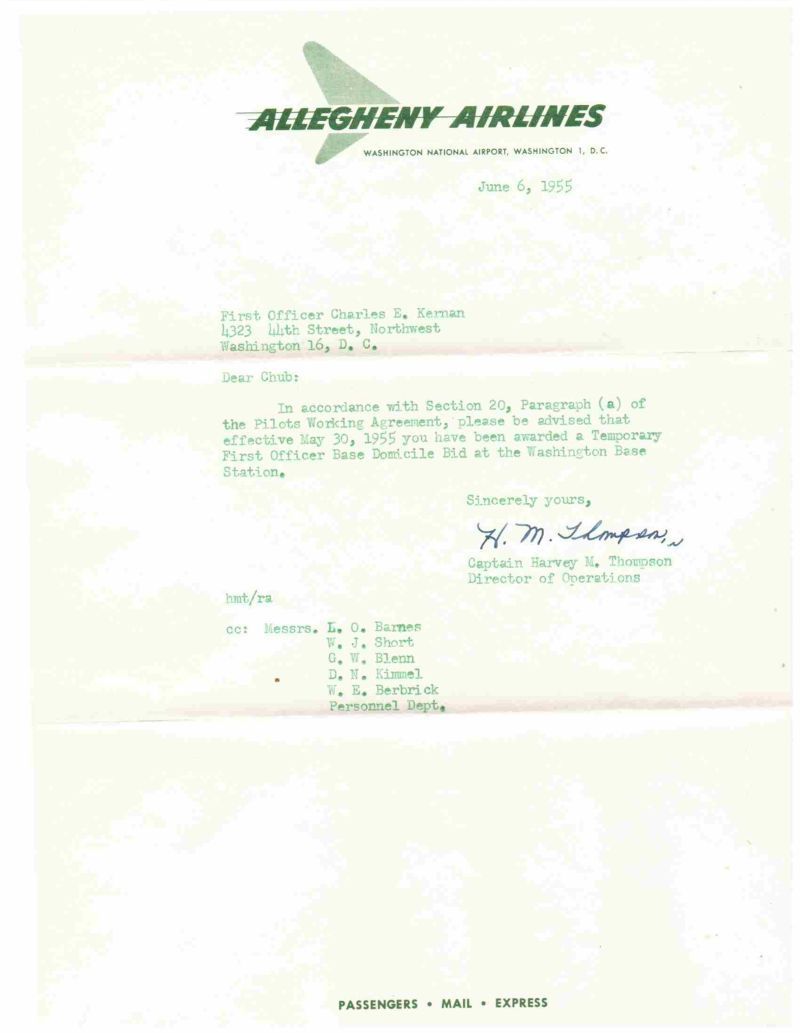 ALLEGHENY AIRLINES
WASHINGTON NATIONAL AIRPORT, WASHINGTON 1, D.C.
June 6, 1955
First Officer Charles E. Kernan
4323 44th Street, Northwest
Washington 16, D. C.
Dear Chub:
In accordance with Section 20, Paragraph (a) of
the Pilots Working Agreement, please be advised that
effective May 30, 1955 you have been awarded a Temporary
First Officer Base Domicile Bid at the Washington Base
Station.
Sincerely yours,
H. M. Thompson
Captain Harvey M. Thompson
Director of Operations
hmt/ra
cc: Messrs. L. O. Barnes
W. J. Short
G. W. Blenn
D. N. Kimmel
W. E. Berbrick
Personnel Dept.
PASSENGERS • MAIL • EXPRESS